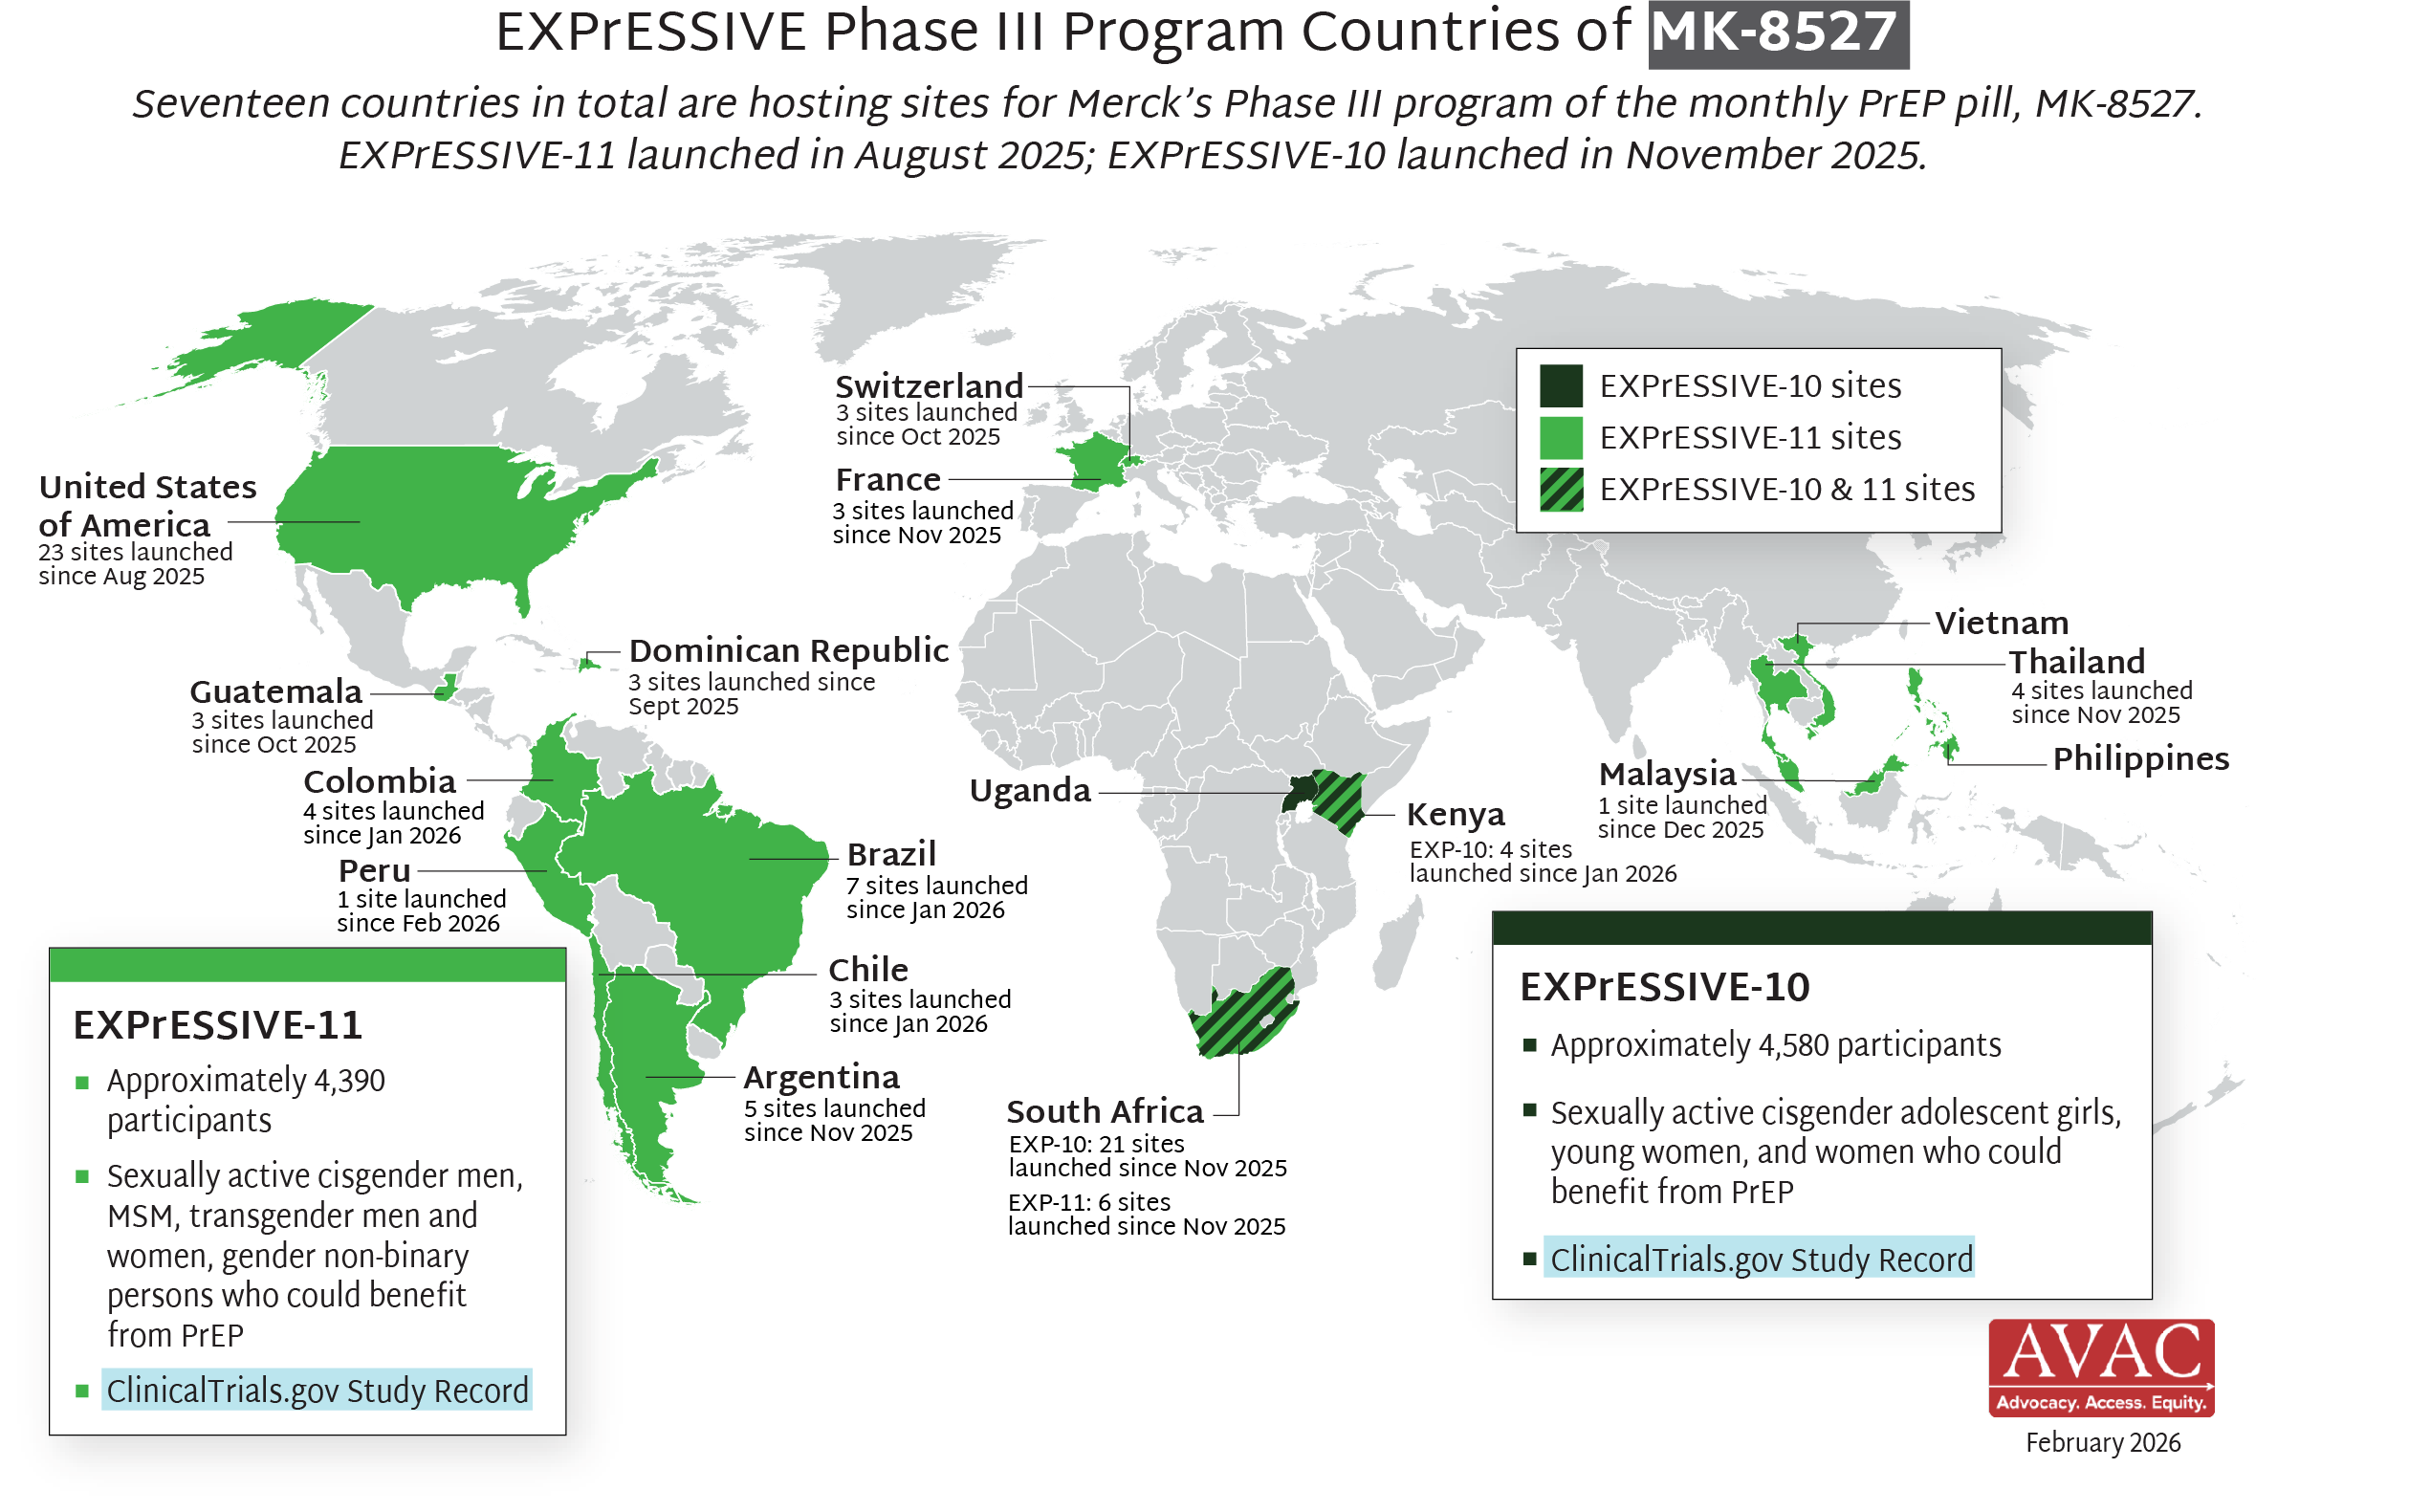 EXPrESSIVE Phase III Program Countries of MK-8527
Seventeen countries in total are hosting sites for Merck’s Phase III program of the monthly PrEP pill, MK-8527.
EXPrESSIVE-11 launched in August 2025; EXPrESSIVE-10 launched in November 2025.
EXPrESSIVE-10 sites
EXPrESSIVE-11 sites
EXPrESSIVE-10 & 11 sites
Switzerland
3 sites launched
since Oct 2025
France
3 sites launched
since Nov 2025
United States
of America
23 sites launched
since Aug 2025
Dominican Republic
3 sites launched since
Sept 2025
Guatemala
3 sites launched
since Oct 2025
Colombia
4 sites launched
since Jan 2026
Peru
1 site launched
since Feb 2026
Brazil
7 sites launched
since Jan 2026
Chile
3 sites launched
since Jan 2026
Argentina
5 sites launched
since Nov 2025
Uganda
Kenya
EXP-10: 4 sites
launched since Jan 2026
South Africa
EXP-10: 21 sites
launched since Nov 2025
EXP-11: 6 sites
launched since Nov 2025
Vietnam
Thailand
4 sites launched
since Nov 2025
Philippines
Malaysia
1 site launched
since Dec 2025
EXPrESSIVE-11
Approximately 4,390
participants
Sexually active cisgender men,
MSM, transgender men and
women, gender non-binary
persons who could benefit
from PrEP
ClinicalTrials.gov Study Record
EXPrESSIVE-10
Approximately 4,580 participants
Sexually active cisgender adolescent girls,
young women, and women who could
benefit from PrEP
ClinicalTrials.gov Study Record
AVAC
Advocacy. Access. Equity.
February 2026